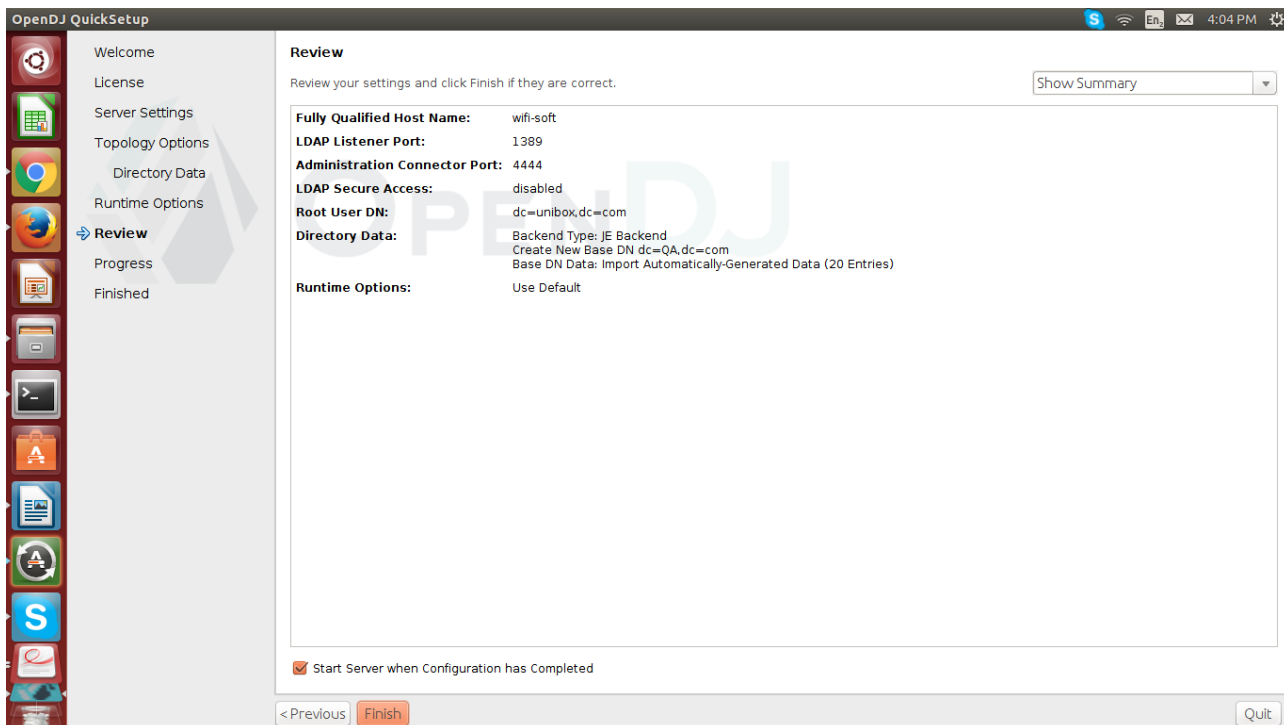 OpenDJ QuickSetup
S
En2
4:04 PM
Welcome
License
Server Settings
Topology Options
Directory Data
Runtime Options
Review
Progress
Finished
Review
Review your settings and click Finish if they are correct.
Show Summary
OPENDJ
Fully Qualified Host Name: wifi-soft
LDAP Listener Port: 1389
Administration Connector Port: 4444
LDAP Secure Access: disabled
Root User DN: dc=unibox,dc=com
Directory Data: Backend Type: JE Backend
Create New Base DN dc=QA,dc=com
Base DN Data: Import Automatically-Generated Data (20 Entries)
Runtime Options: Use Default
>_
A
A
S
Start Server when Configuration has Completed
< Previous
Finish
Quit